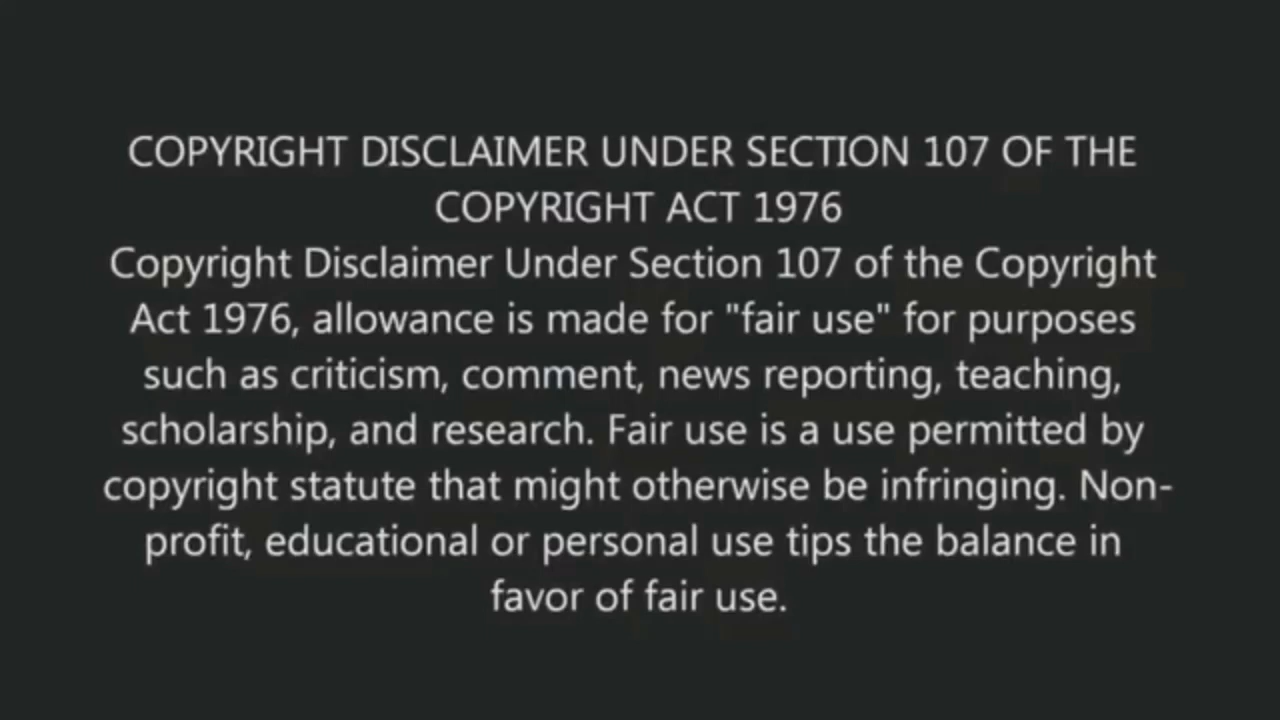 COPYRIGHT DISCLAIMER UNDER SECTION 107 OF THE
COPYRIGHT ACT 1976
Copyright Disclaimer Under Section 107 of the Copyright
Act 1976, allowance is made for "fair use" for purposes
such as criticism, comment, news reporting, teaching,
scholarship, and research. Fair use is a use permitted by
copyright statute that might otherwise be infringing. Non-
profit, educational or personal use tips the balance in
favor of fair use.